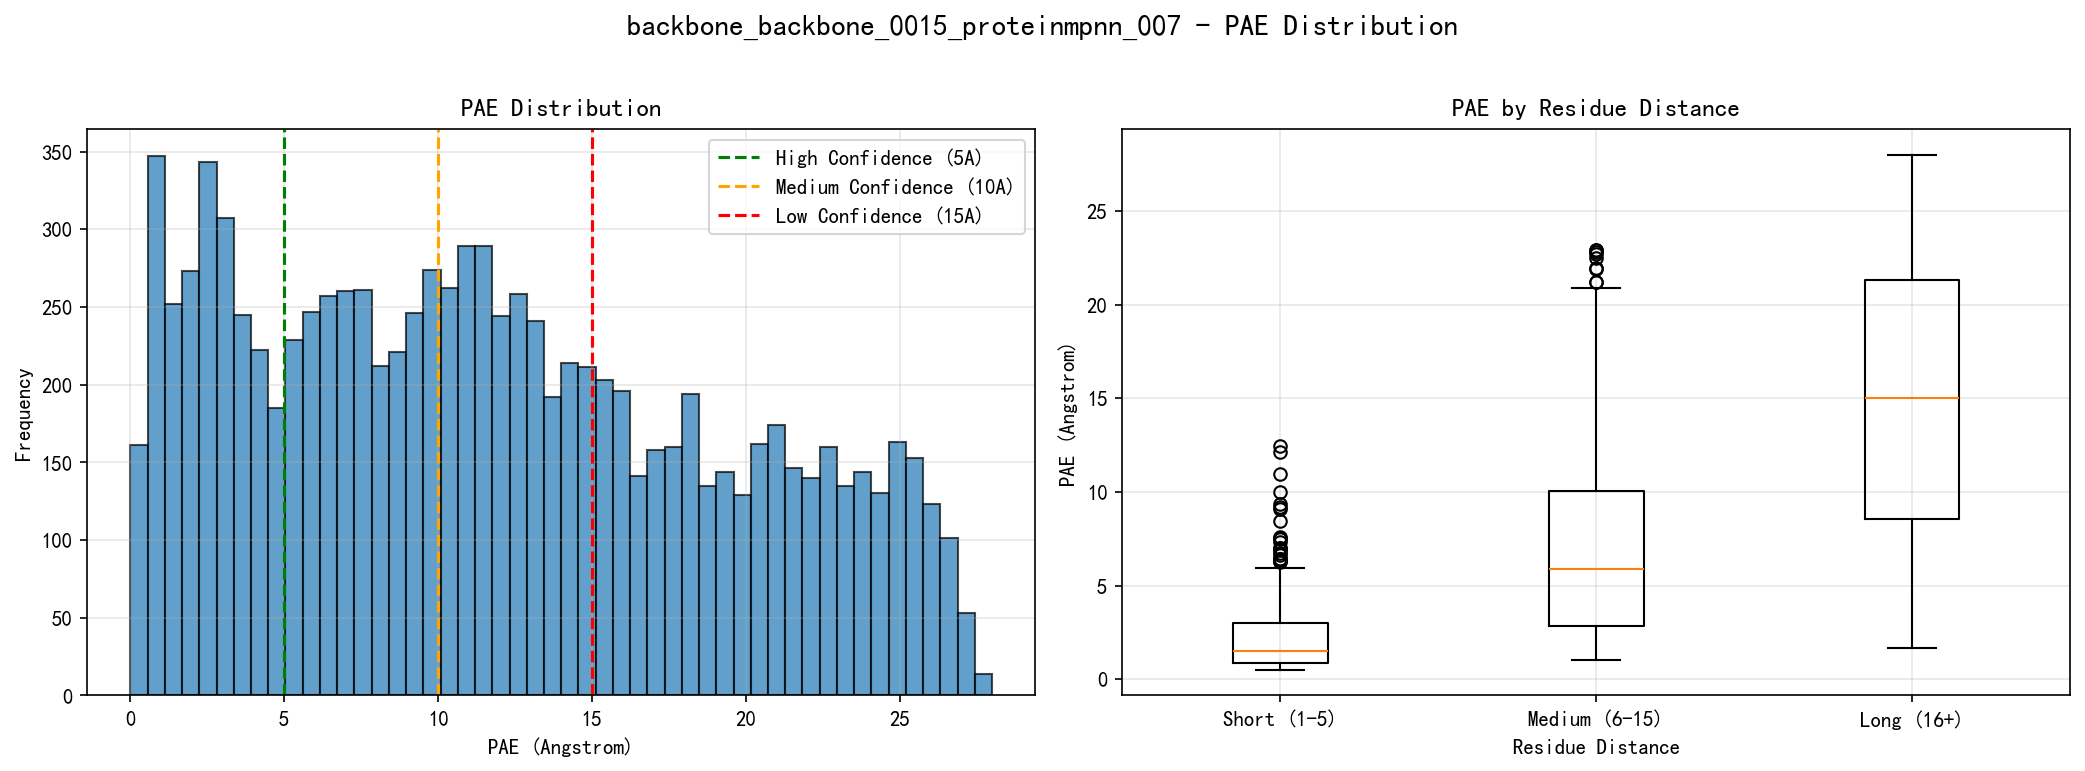 backbone_backbone_0015_proteinmpnn_007 - PAE Distribution
PAE Distribution
350
300
250
200
150
100
50
0
Frequency
0
5
10
15
20
25
PAE (Angstrom)
High Confidence (5A)
Medium Confidence (10A)
Low Confidence (15A)
PAE by Residue Distance
25
20
15
10
5
0
PAE (Angstrom)
Short (1-5)
Medium (6-15)
Long (16+)
Residue Distance